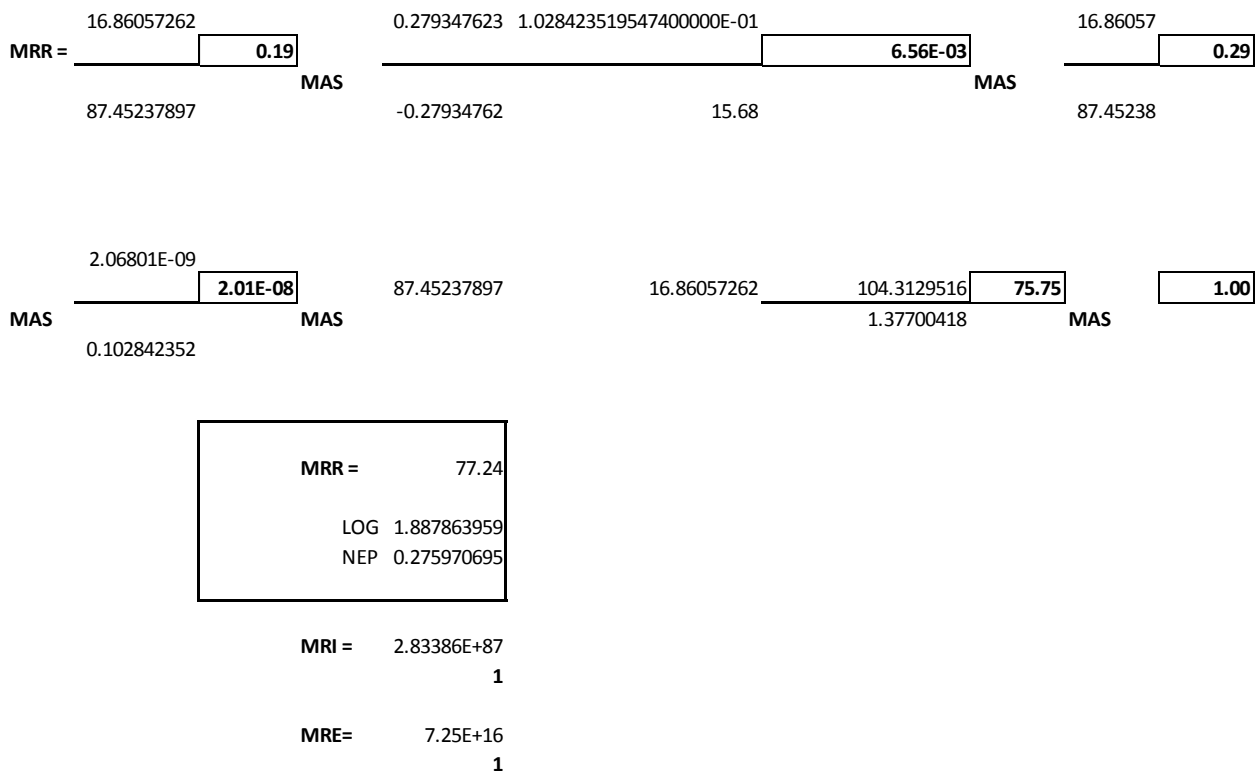 16.86057262 0.279347623 1.028423519547400000E-01 16.86057
MRR = 0.19 6.56E-03 0.29
MAS MAS
87.45237897 -0.27934762 15.68 87.45238
2.06801E-09
2.01E-08 87.45237897 16.86057262 104.3129516 75.75 1.00
MAS MAS 1.37700418 MAS
0.102842352
MRR = 77.24
LOG 1.887863959
NEP 0.275970695
MRI = 2.83386E+87
1
MRE= 7.25E+16
1